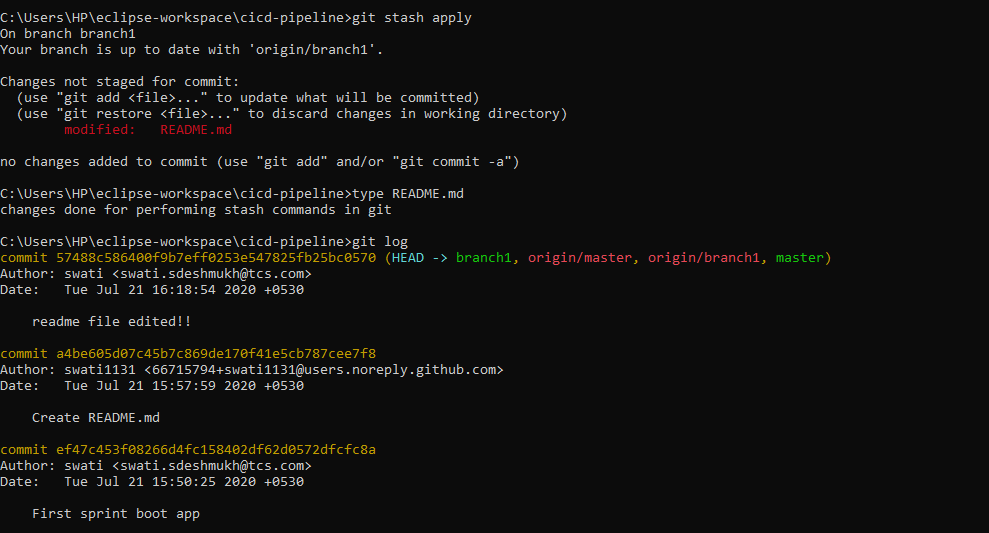 C:\Users\HP\eclipse-workspace\cicd-pipeline>git stash apply
On branch branch1
Your branch is up to date with 'origin/branch1'.
Changes not staged for commit:
  (use "git add <file>..." to update what will be committed)
  (use "git restore <file>..." to discard changes in working directory)
        modified:   README.md
no changes added to commit (use "git add" and/or "git commit -a")
C:\Users\HP\eclipse-workspace\cicd-pipeline>type README.md
changes done for performing stash commands in git
C:\Users\HP\eclipse-workspace\cicd-pipeline>git log
commit 57488c586400f9b7eff0253e547825fb25bc0570 (HEAD -> branch1, origin/master, origin/branch1, master)
Author: swati <swati.sdeshmukh@tcs.com>
Date:   Tue Jul 21 16:18:54 2020 +0530
    readme file edited!!
commit a4be605d07c45b7c869de170f41e5cb787cee7f8
Author: swati1131 <66715794+swati1131@users.noreply.github.com>
Date:   Tue Jul 21 15:57:59 2020 +0530
    Create README.md
commit ef47c453f08266d4fc158402df62d0572dfcfc8a
Author: swati <swati.sdeshmukh@tcs.com>
Date:   Tue Jul 21 15:50:25 2020 +0530
    First sprint boot app